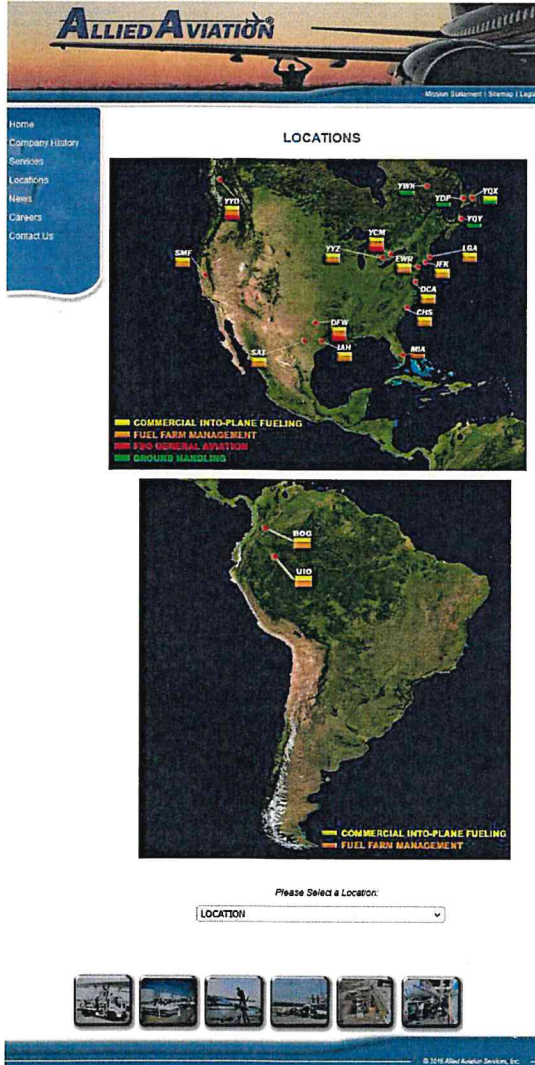 ALLIED AVIATION®
Mission Statement | Sitemap | Legal
Home
Company History
Services
Locations
News
Careers
Contact Us
LOCATIONS
YWK
YDF
YQX
YYD
YQY
YCM
YYZ
LGA
SMF
EWR
JFK
DCA
CHS
DFW
SAT
IAH
MIA
COMMERCIAL INTO-PLANE FUELING
FUEL FARM MANAGEMENT
FBO GENERAL AVIATION
GROUND HANDLING
BOG
UIO
COMMERCIAL INTO-PLANE FUELING
FUEL FARM MANAGEMENT
Please Select a Location:
LOCATION
© 2016 Allied Aviation Services, Inc.